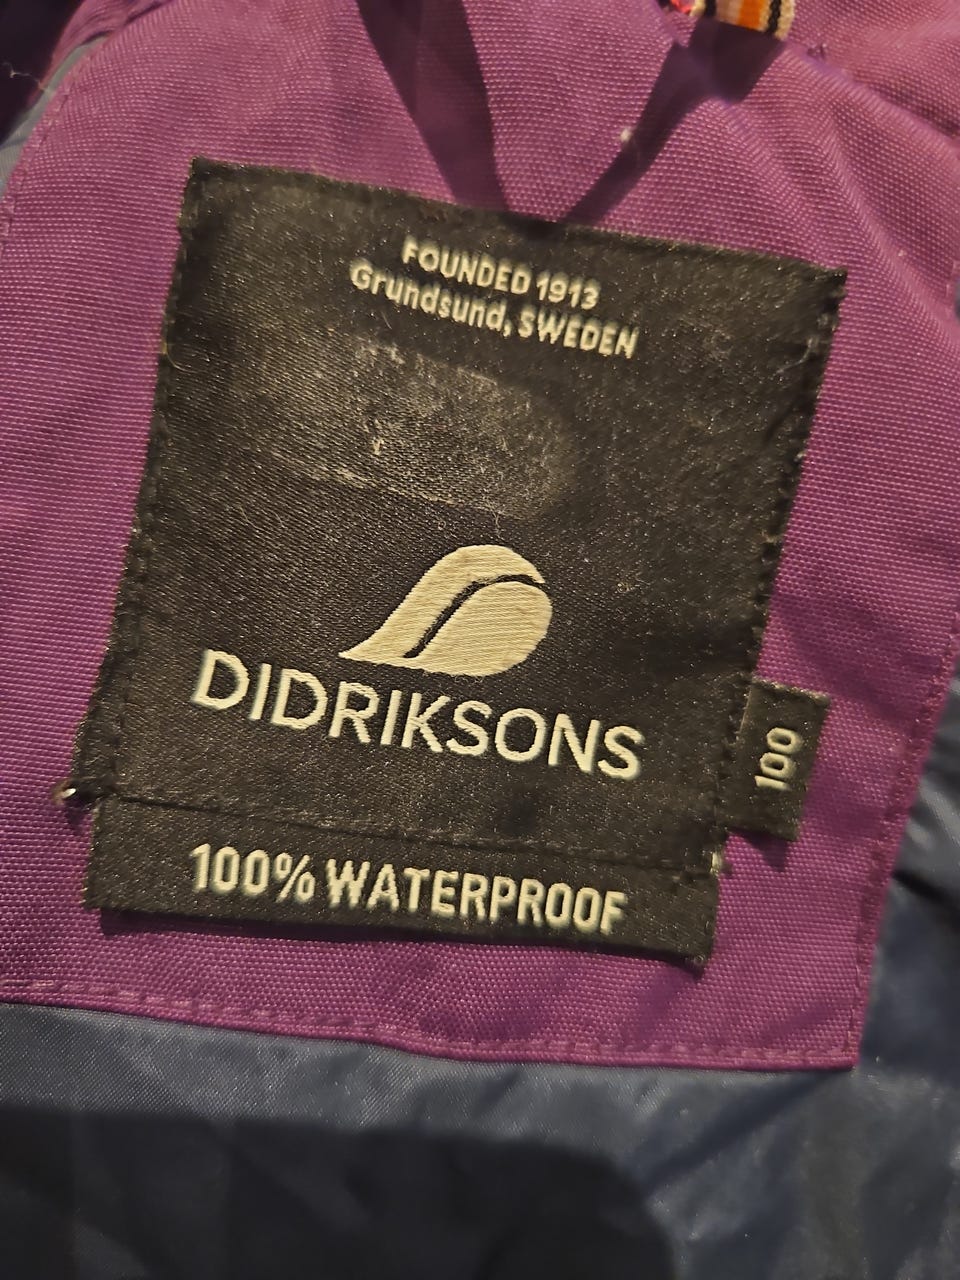 FOUNDED 1913
Grundsund, SWEDEN
DIDRIKSONS
100
100% WATERPROOF